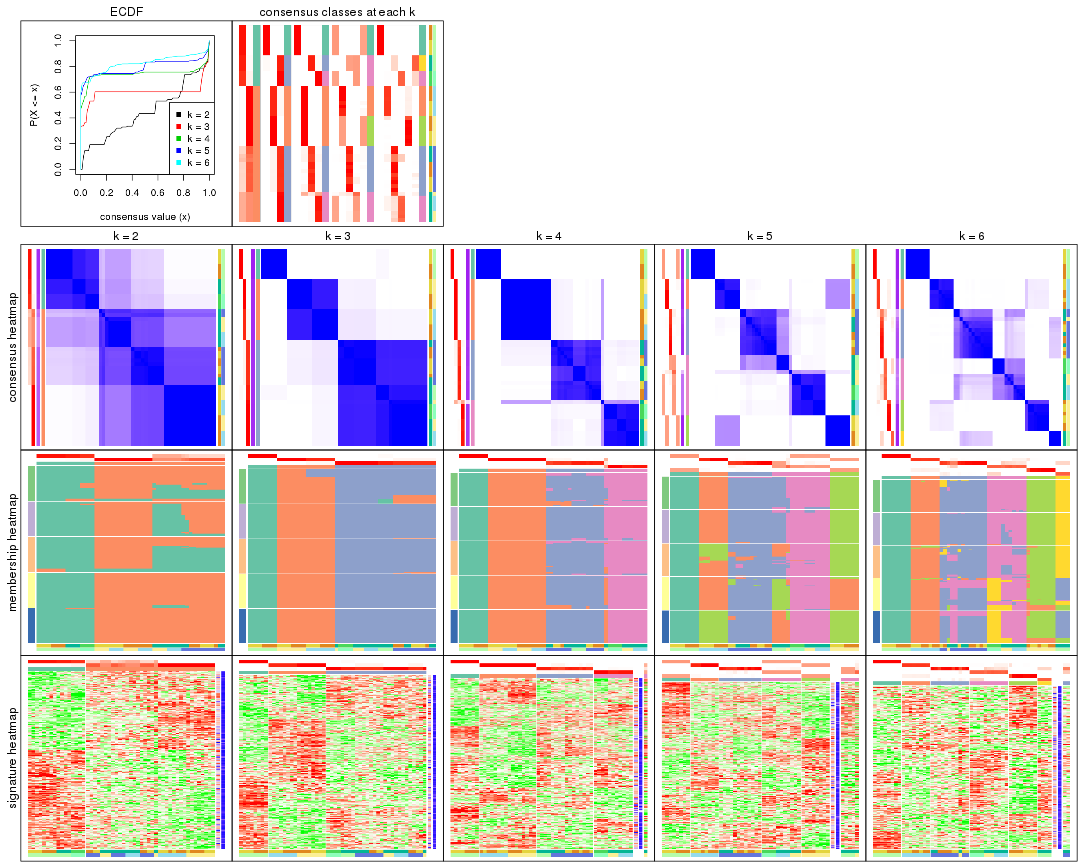 ECDF
consensus classes at each k
P(X <= x)
1.0
0.8
0.6
0.4
0.2
0.0
k = 2
k = 3
k = 4
k = 5
k = 6
0.0 0.2 0.4 0.6 0.8 1.0
consensus value (x)
k = 2
k = 3
k = 4
k = 5
k = 6
consensus heatmap
membership heatmap
signature heatmap